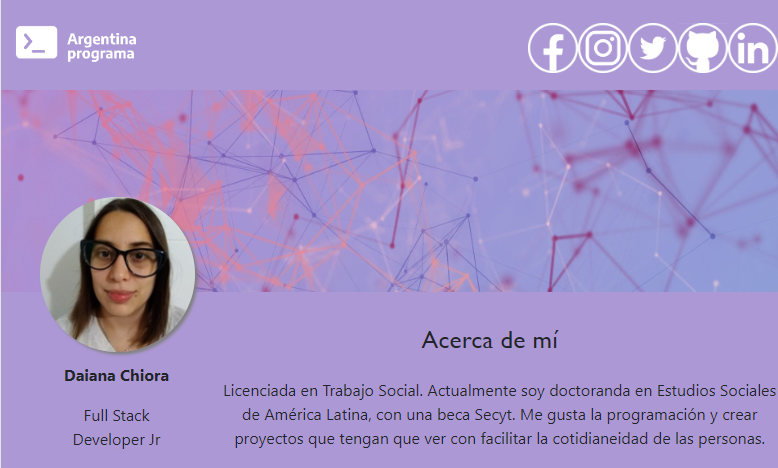 Argentina
programa
Acerca de mí
Daiana Chiora
Full Stack
Developer Jr
Licenciada en Trabajo Social. Actualmente soy doctoranda en Estudios Sociales
de América Latina, con una beca Secyt. Me gusta la programación y crear
proyectos que tengan que ver con facilitar la cotidianeidad de las personas.